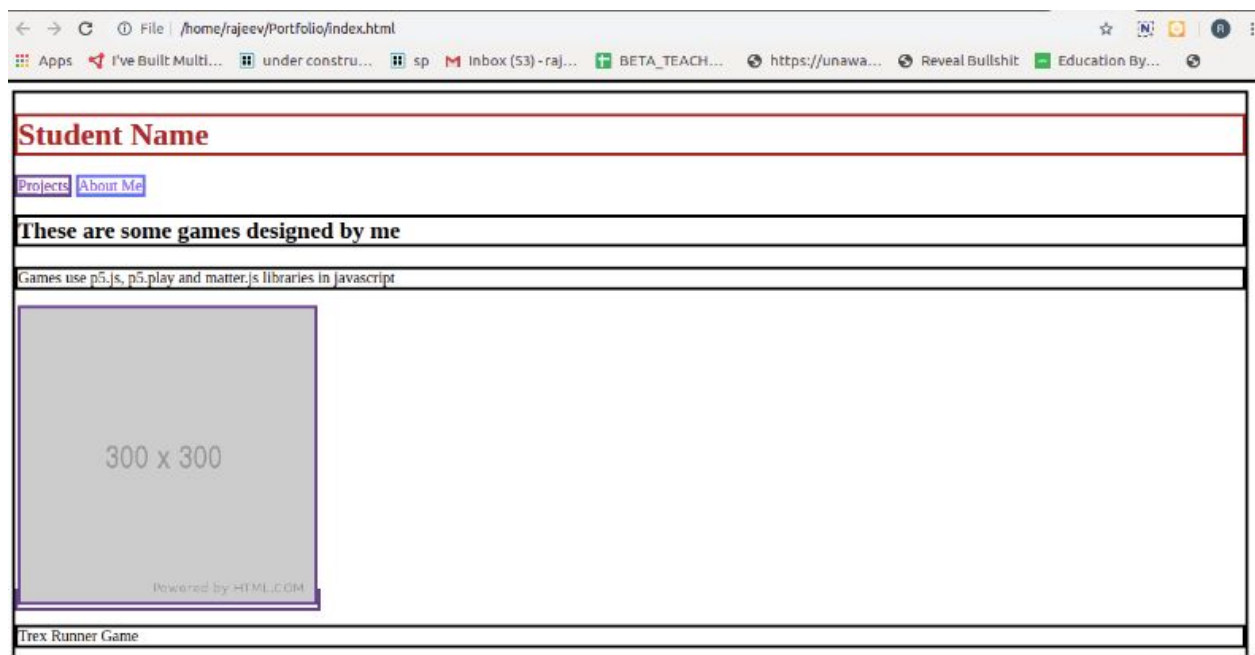 File | /home/rajeev/Portfolio/index.html
Apps I've Built Multi... under constru... sp Inbox (53) - raj... BETA_TEACH... https://unawa... Reveal Bullshit Education By...
Student Name
Projects About Me
These are some games designed by me
Games use p5.js, p5.play and matter.js libraries in javascript
300 x 300
Powered by HTML.COM
Trex Runner Game